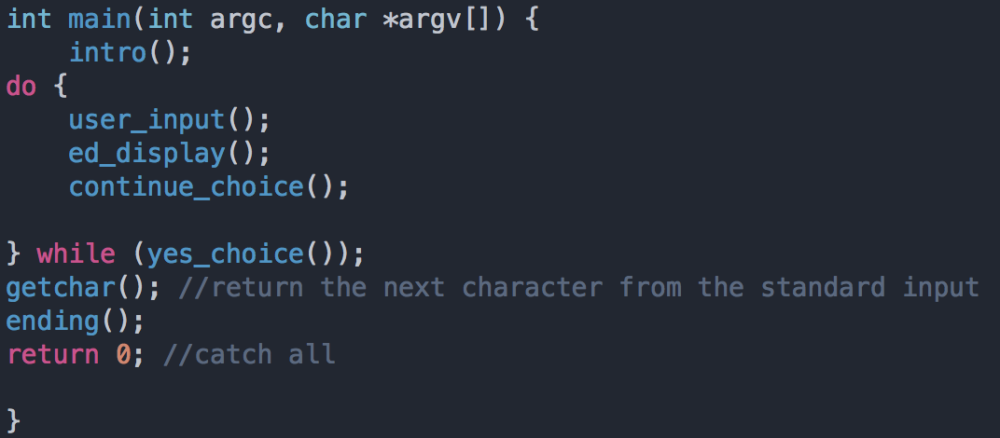 int main(int argc, char *argv[]) {
    intro();
do {
    user_input();
    ed_display();
    continue_choice();

} while (yes_choice());
getchar(); //return the next character from the standard input
ending();
return 0; //catch all

}